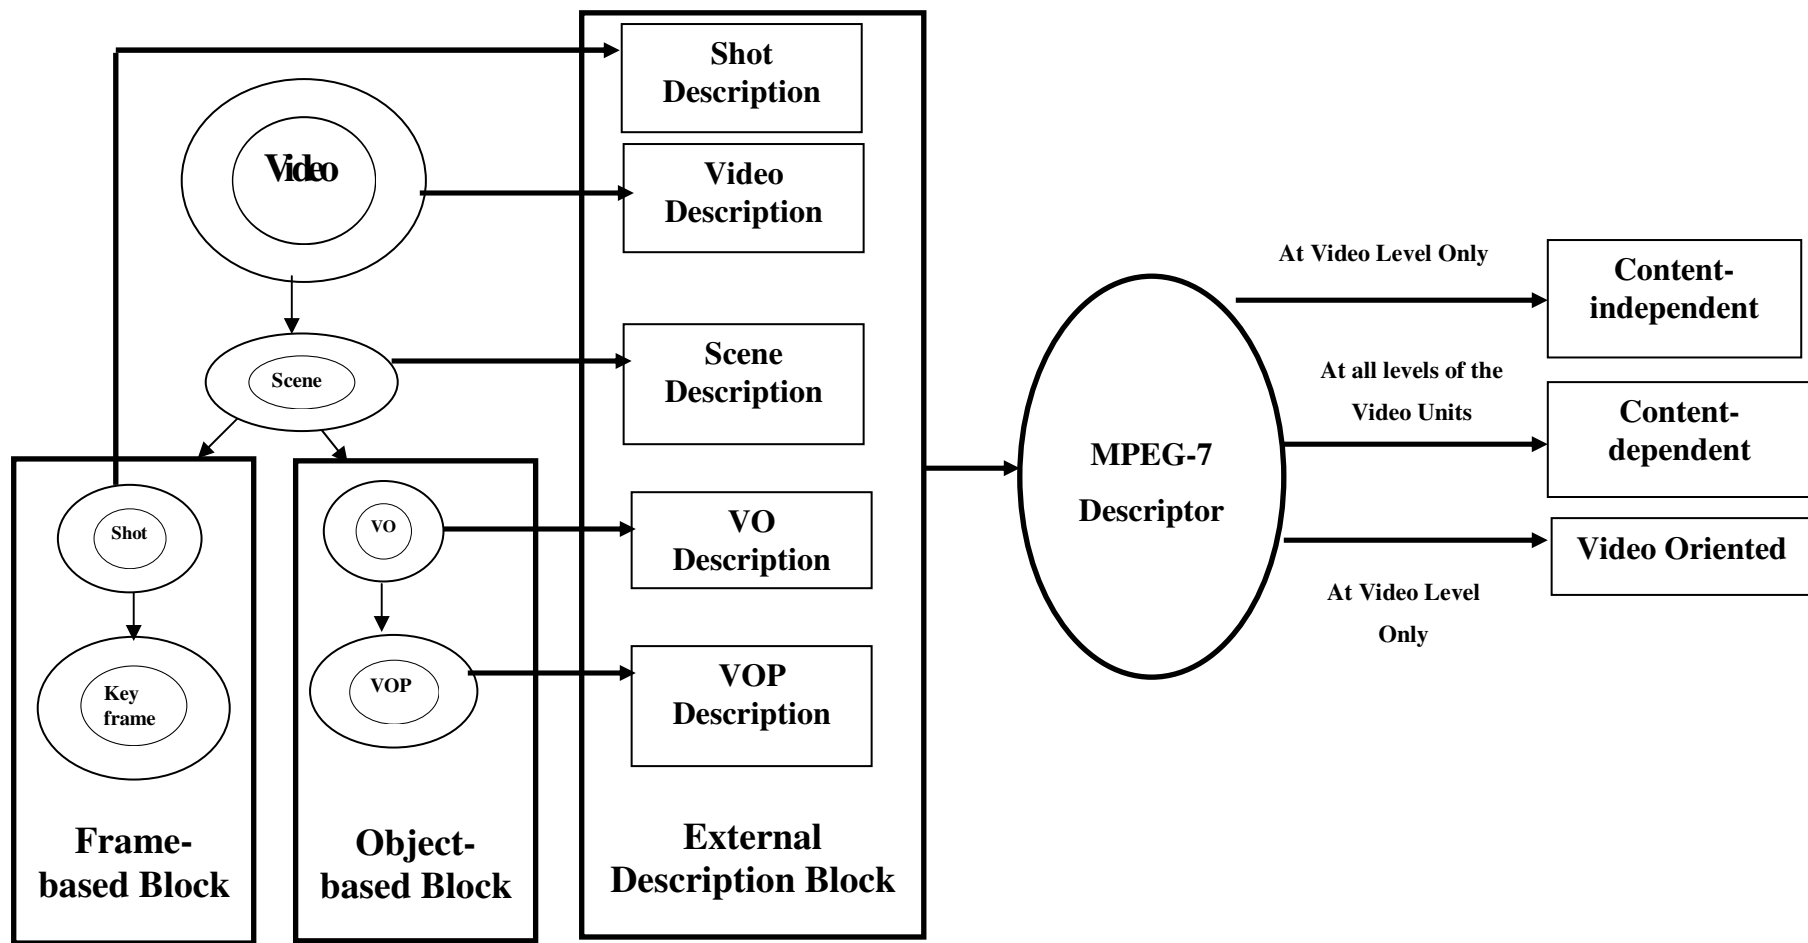 Shot
Description
Video
Video
Description
Scene
Scene
Description
Shot
VO
VO
Description
Key
frame
VOP
VOP
Description
Frame-
based Block
Object-
based Block
External
Description Block
MPEG-7
Descriptor
At Video Level Only
Content-
independent
At all levels of the
Video Units
Content-
dependent
Video Oriented
At Video Level
Only